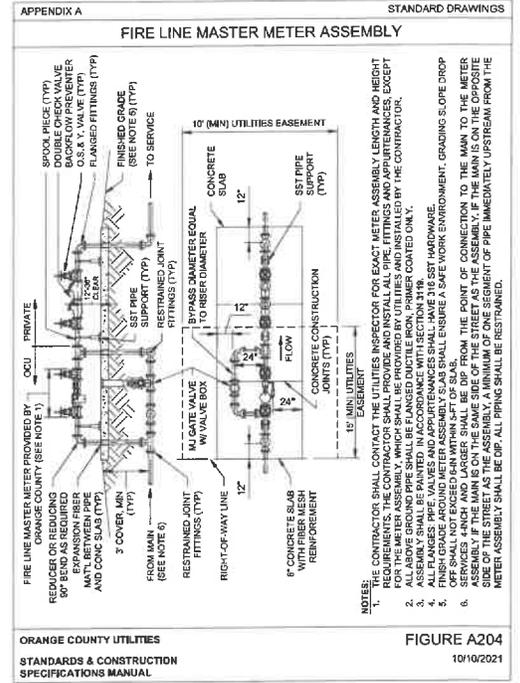 APPENDIX A
STANDARD DRAWINGS
FIRE LINE MASTER METER ASSEMBLY
FIRE LINE MASTER METER PROVIDED BY
ORANGE COUNTY (SEE NOTE 1)
OCU
PRIVATE
SPOOL PIECE (TYP)
DOUBLE CHECK VALVE
BACKFLOW PREVENTER
O.S.& Y. VALVE (TYP)
FLANGED FITTINGS (TYP)
REDUCER OR REDUCING
90° BEND AS REQUIRED
EXPANSION FIBER
MAT'L BETWEEN PIPE
AND CONC SLAB (TYP)
12"-36"
CLEAR
FINISHED GRADE
(SEE NOTE 5) (TYP)
3' COVER, MIN
(TYP)
SST PIPE
SUPPORT (TYP)
FROM MAIN
(SEE NOTE 6)
TO SERVICE
RESTRAINED JOINT
FITTINGS (TYP)
RESTRAINED JOINT
FITTINGS (TYP)
MJ GATE VALVE
W/ VALVE BOX
BYPASS DIAMETER EQUAL
TO RISER DIAMETER
10' (MIN) UTILITIES EASEMENT
RIGHT-OF-WAY LINE
CONCRETE
SLAB
12"
12"
24"
12"
24"
FLOW
SST PIPE
SUPPORT
(TYP)
6" CONCRETE SLAB
WITH FIBER MESH
REINFORCEMENT
CONCRETE CONSTRUCTION
JOINTS (TYP)
15' (MIN) UTILITIES
EASEMENT
NOTES:
1. THE CONTRACTOR SHALL CONTACT THE UTILITIES INSPECTOR FOR EXACT METER ASSEMBLY LENGTH AND HEIGHT
REQUIREMENTS. THE CONTRACTOR SHALL PROVIDE AND INSTALL ALL PIPE, FITTINGS AND APPURTENANCES, EXCEPT
FOR THE METER ASSEMBLY, WHICH SHALL BE PROVIDED BY UTILITIES AND INSTALLED BY THE CONTRACTOR.
2. ALL ABOVE GROUND PIPE SHALL BE FLANGED DUCTILE IRON, PRIMER COATED ONLY.
3. ASSEMBLY SHALL BE PAINTED IN ACCORDANCE WITH SECTION 3119.
4. ALL FLANGES, PIPE, VALVES AND APPURTENANCES SHALL HAVE 316 SST HARDWARE.
5. FINISH GRADE AROUND METER ASSEMBLY SLAB SHALL ENSURE A SAFE WORK ENVIRONMENT. GRADING SLOPE DROP
OFF SHALL NOT EXCEED 6-IN WITHIN 5-FT OF SLAB.
6. SERVICES 4-INCH AND LARGER SHALL BE DIP FROM THE POINT OF CONNECTION TO THE MAIN TO THE METER
ASSEMBLY IF THE MAIN IS ON THE SAME SIDE OF THE STREET AS THE ASSEMBLY. IF THE MAIN IS ON THE OPPOSITE
SIDE OF THE STREET AS THE ASSEMBLY, A MINIMUM OF ONE SEGMENT OF PIPE IMMEDIATELY UPSTREAM FROM THE
METER ASSEMBLY SHALL BE DIP. ALL PIPING SHALL BE RESTRAINED.
ORANGE COUNTY UTILITIES
STANDARDS & CONSTRUCTION
SPECIFICATIONS MANUAL
FIGURE A204
10/10/2021